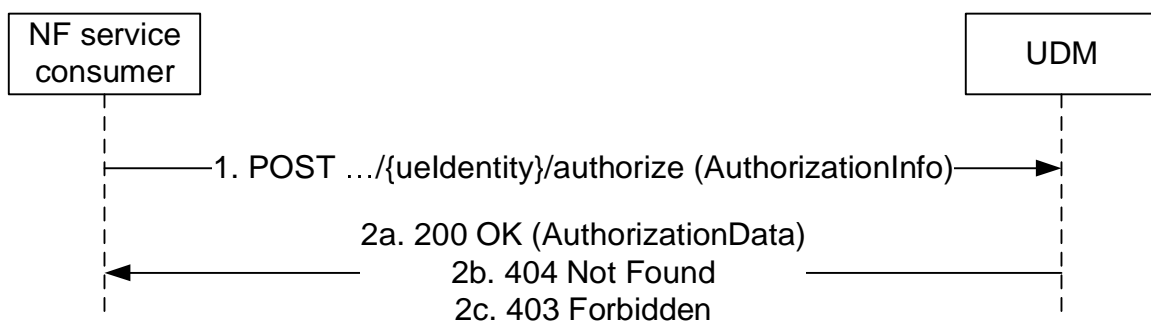 NF service
consumer
UDM
1. POST …/{ueIdentity}/authorize (AuthorizationInfo)
2a. 200 OK (AuthorizationData)
2b. 404 Not Found
2c. 403 Forbidden